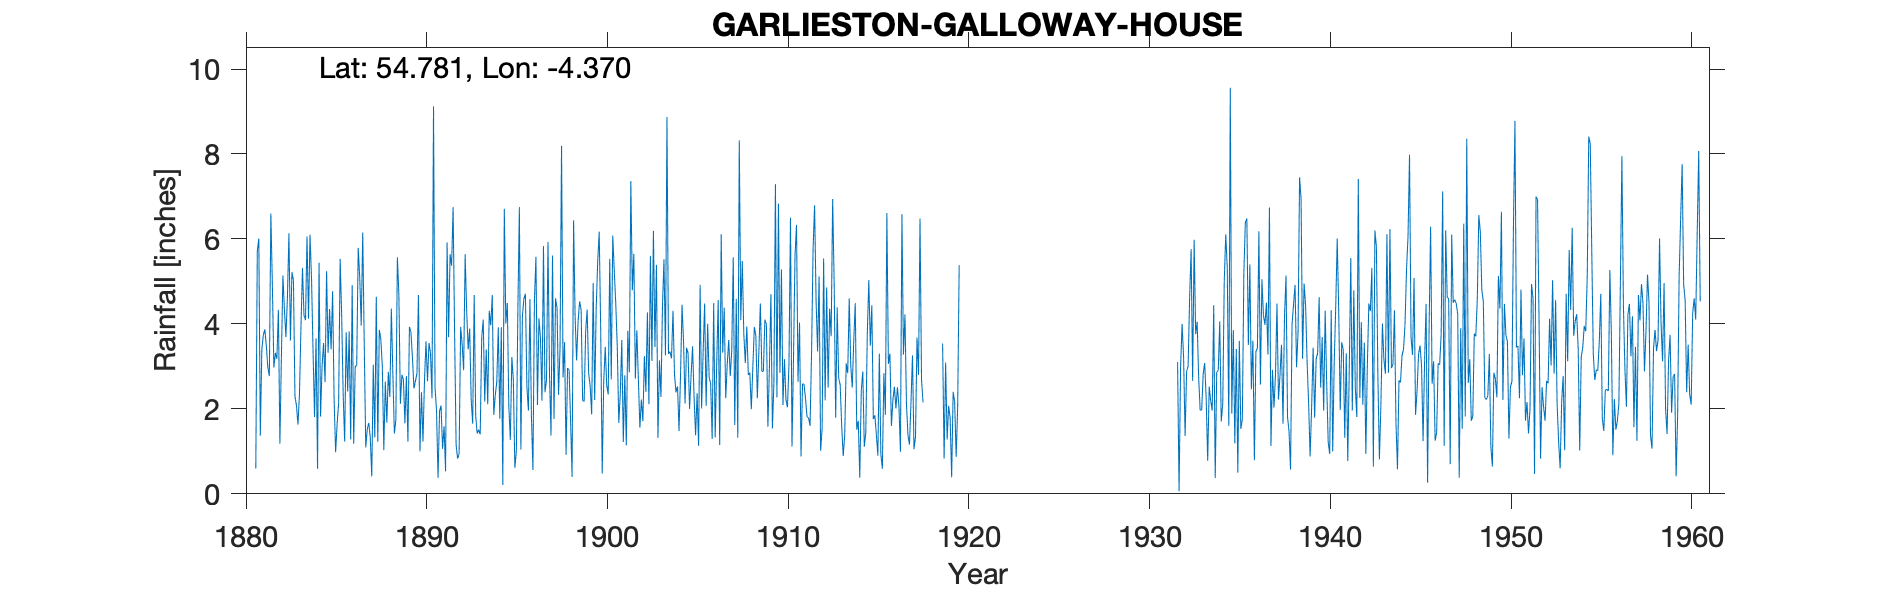 GARLIESTON-GALLOWAY-HOUSE
Lat: 54.781, Lon: -4.370
10
8
6
4
2
0
Rainfall [inches]
1880 1890 1900 1910 1920 1930 1940 1950 1960
Year